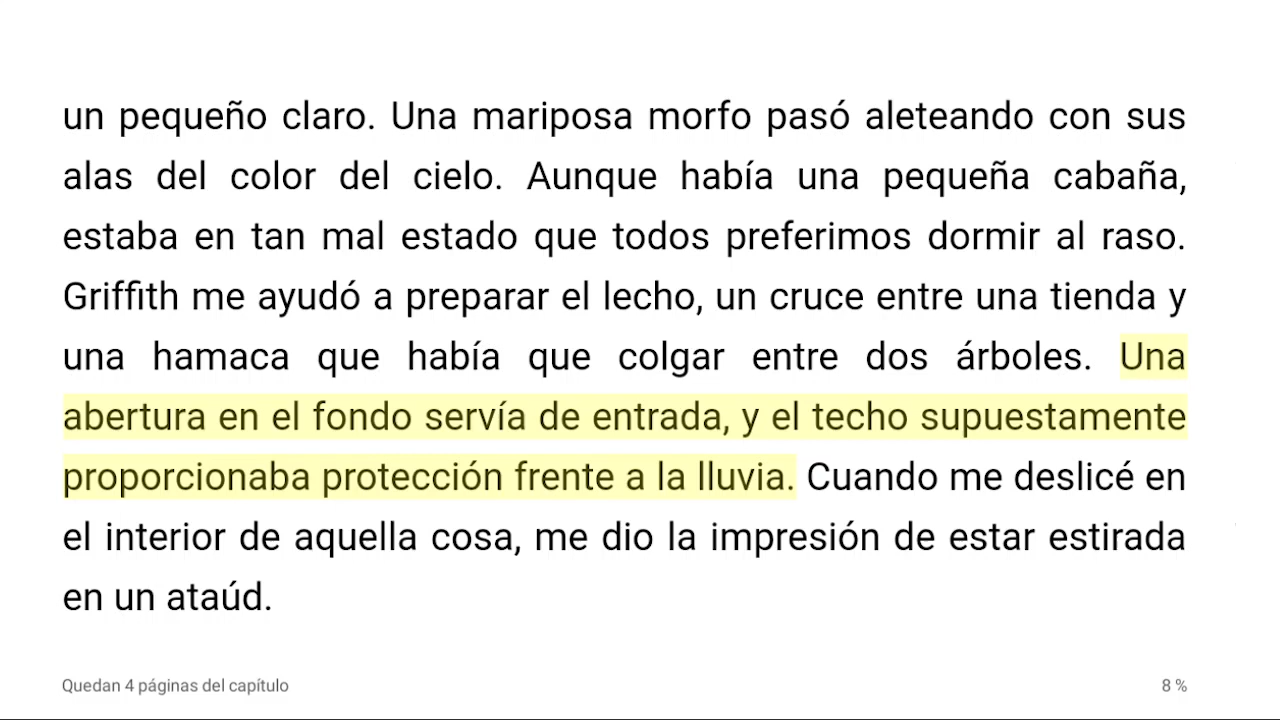 un pequeño claro. Una mariposa morfo pasó aleteando con sus
alas del color del cielo. Aunque había una pequeña cabaña,
estaba en tan mal estado que todos preferimos dormir al raso.
Griffith me ayudó a preparar el lecho, un cruce entre una tienda y
una hamaca que había que colgar entre dos árboles. Una
abertura en el fondo servía de entrada, y el techo supuestamente
proporcionaba protección frente a la lluvia. Cuando me deslicé en
el interior de aquella cosa, me dio la impresión de estar estirada
en un ataúd.
Quedan 4 páginas del capítulo
8 %